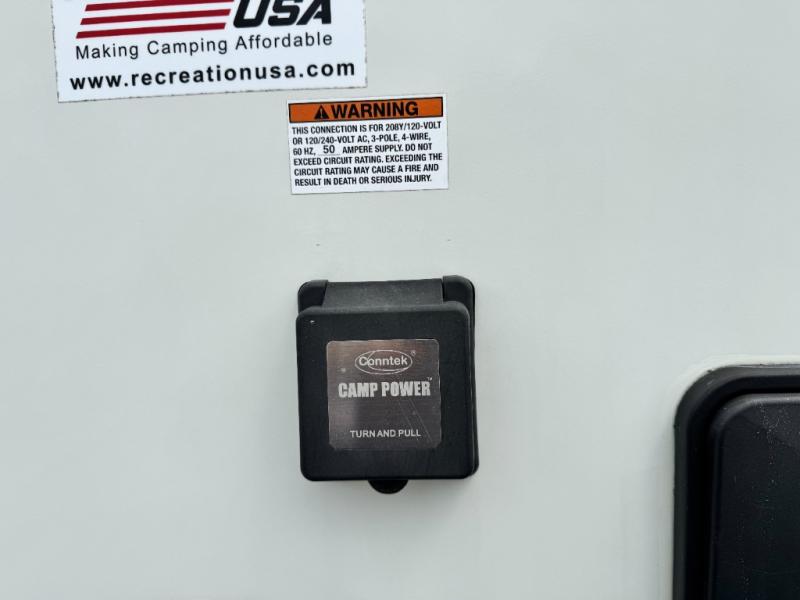 USA
Making Camping Affordable
www.recreationusa.com
WARNING
THIS CONNECTION IS FOR 208Y/120-VOLT
OR 120/240-VOLT AC, 3-POLE, 4-WIRE,
60 HZ, 50 AMPERE SUPPLY. DO NOT
EXCEED CIRCUIT RATING. EXCEEDING THE
CIRCUIT RATING MAY CAUSE A FIRE AND
RESULT IN DEATH OR SERIOUS INJURY.
Conntek®
CAMP POWER™
TURN AND PULL